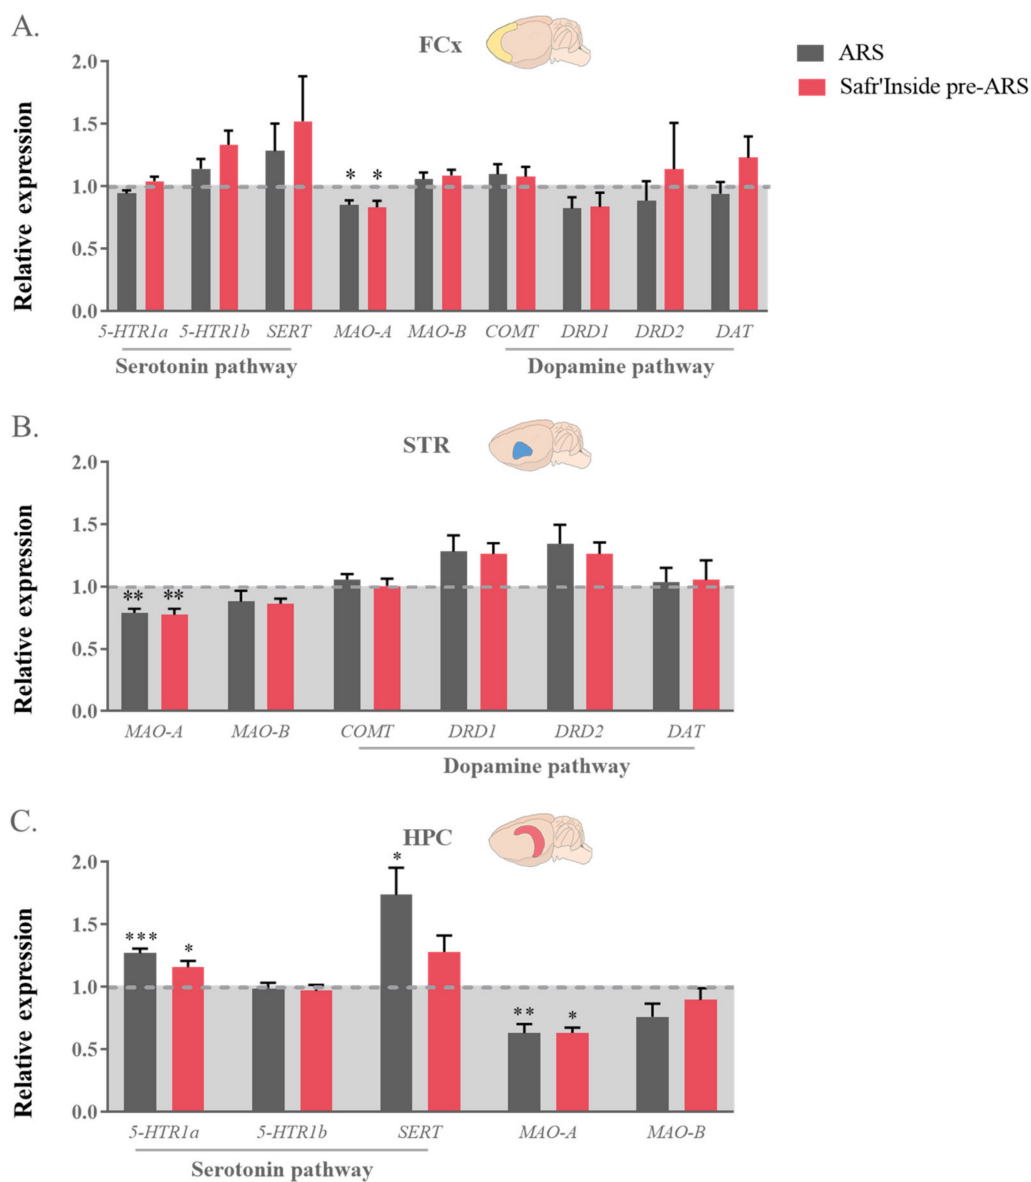 A.
FCx
ARS
Safr'Inside pre-ARS
Relative expression
2.0
1.5
1.0
0.5
0.0
* *
5-HTR1a 5-HTR1b SERT MAO-A MAO-B COMT DRD1 DRD2 DAT
Serotonin pathway Dopamine pathway
B.
STR
Relative expression
2.0
1.5
1.0
0.5
0.0
** **
MAO-A MAO-B COMT DRD1 DRD2 DAT
Dopamine pathway
C.
HPC
Relative expression
2.0
1.5
1.0
0.5
0.0
*** * * ** *
5-HTR1a 5-HTR1b SERT MAO-A MAO-B
Serotonin pathway